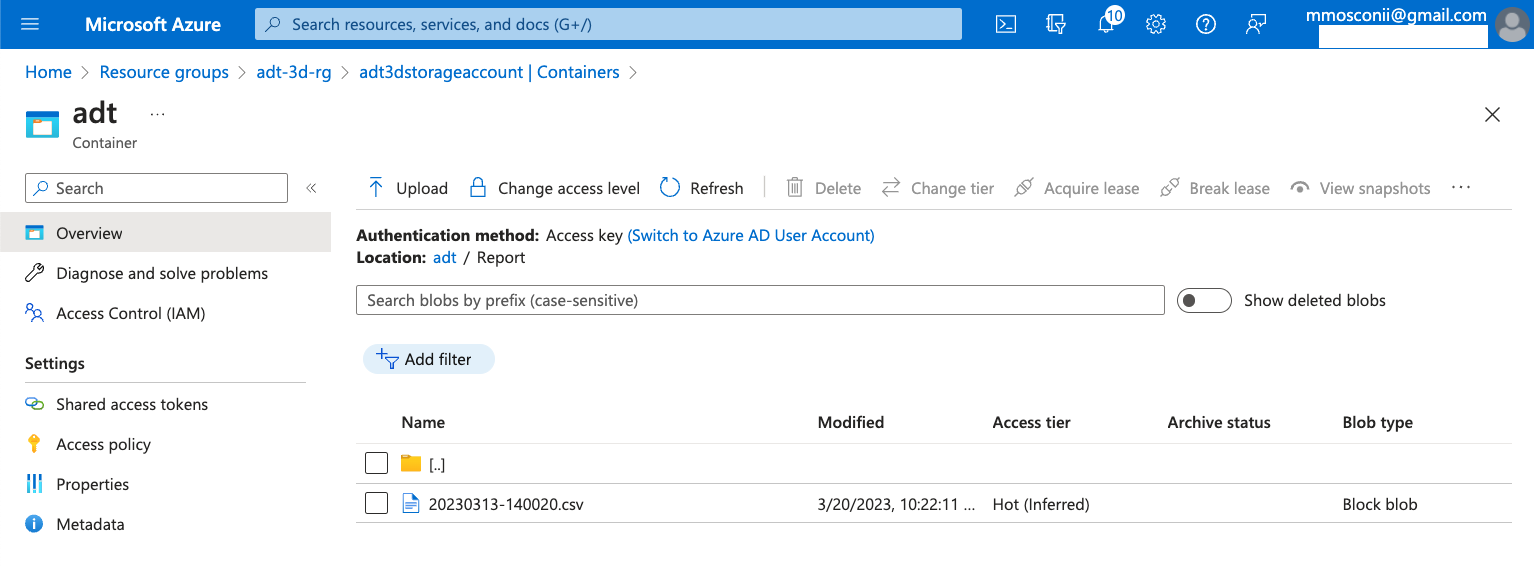 Microsoft Azure
Search resources, services, and docs (G+/)
10
mmosconii@gmail.com
Home > Resource groups > adt-3d-rg > adt3dstorageaccount | Containers >
adt ...
Container
Search «
Upload Change access level Refresh Delete Change tier Acquire lease Break lease View snapshots ...
Overview
Diagnose and solve problems
Access Control (IAM)
Settings
Shared access tokens
Access policy
Properties
Metadata
Authentication method: Access key (Switch to Azure AD User Account)
Location: adt / Report
Search blobs by prefix (case-sensitive)
Show deleted blobs
Add filter
Name Modified Access tier Archive status Blob type
[..]
20230313-140020.csv 3/20/2023, 10:22:11 ... Hot (Inferred) Block blob